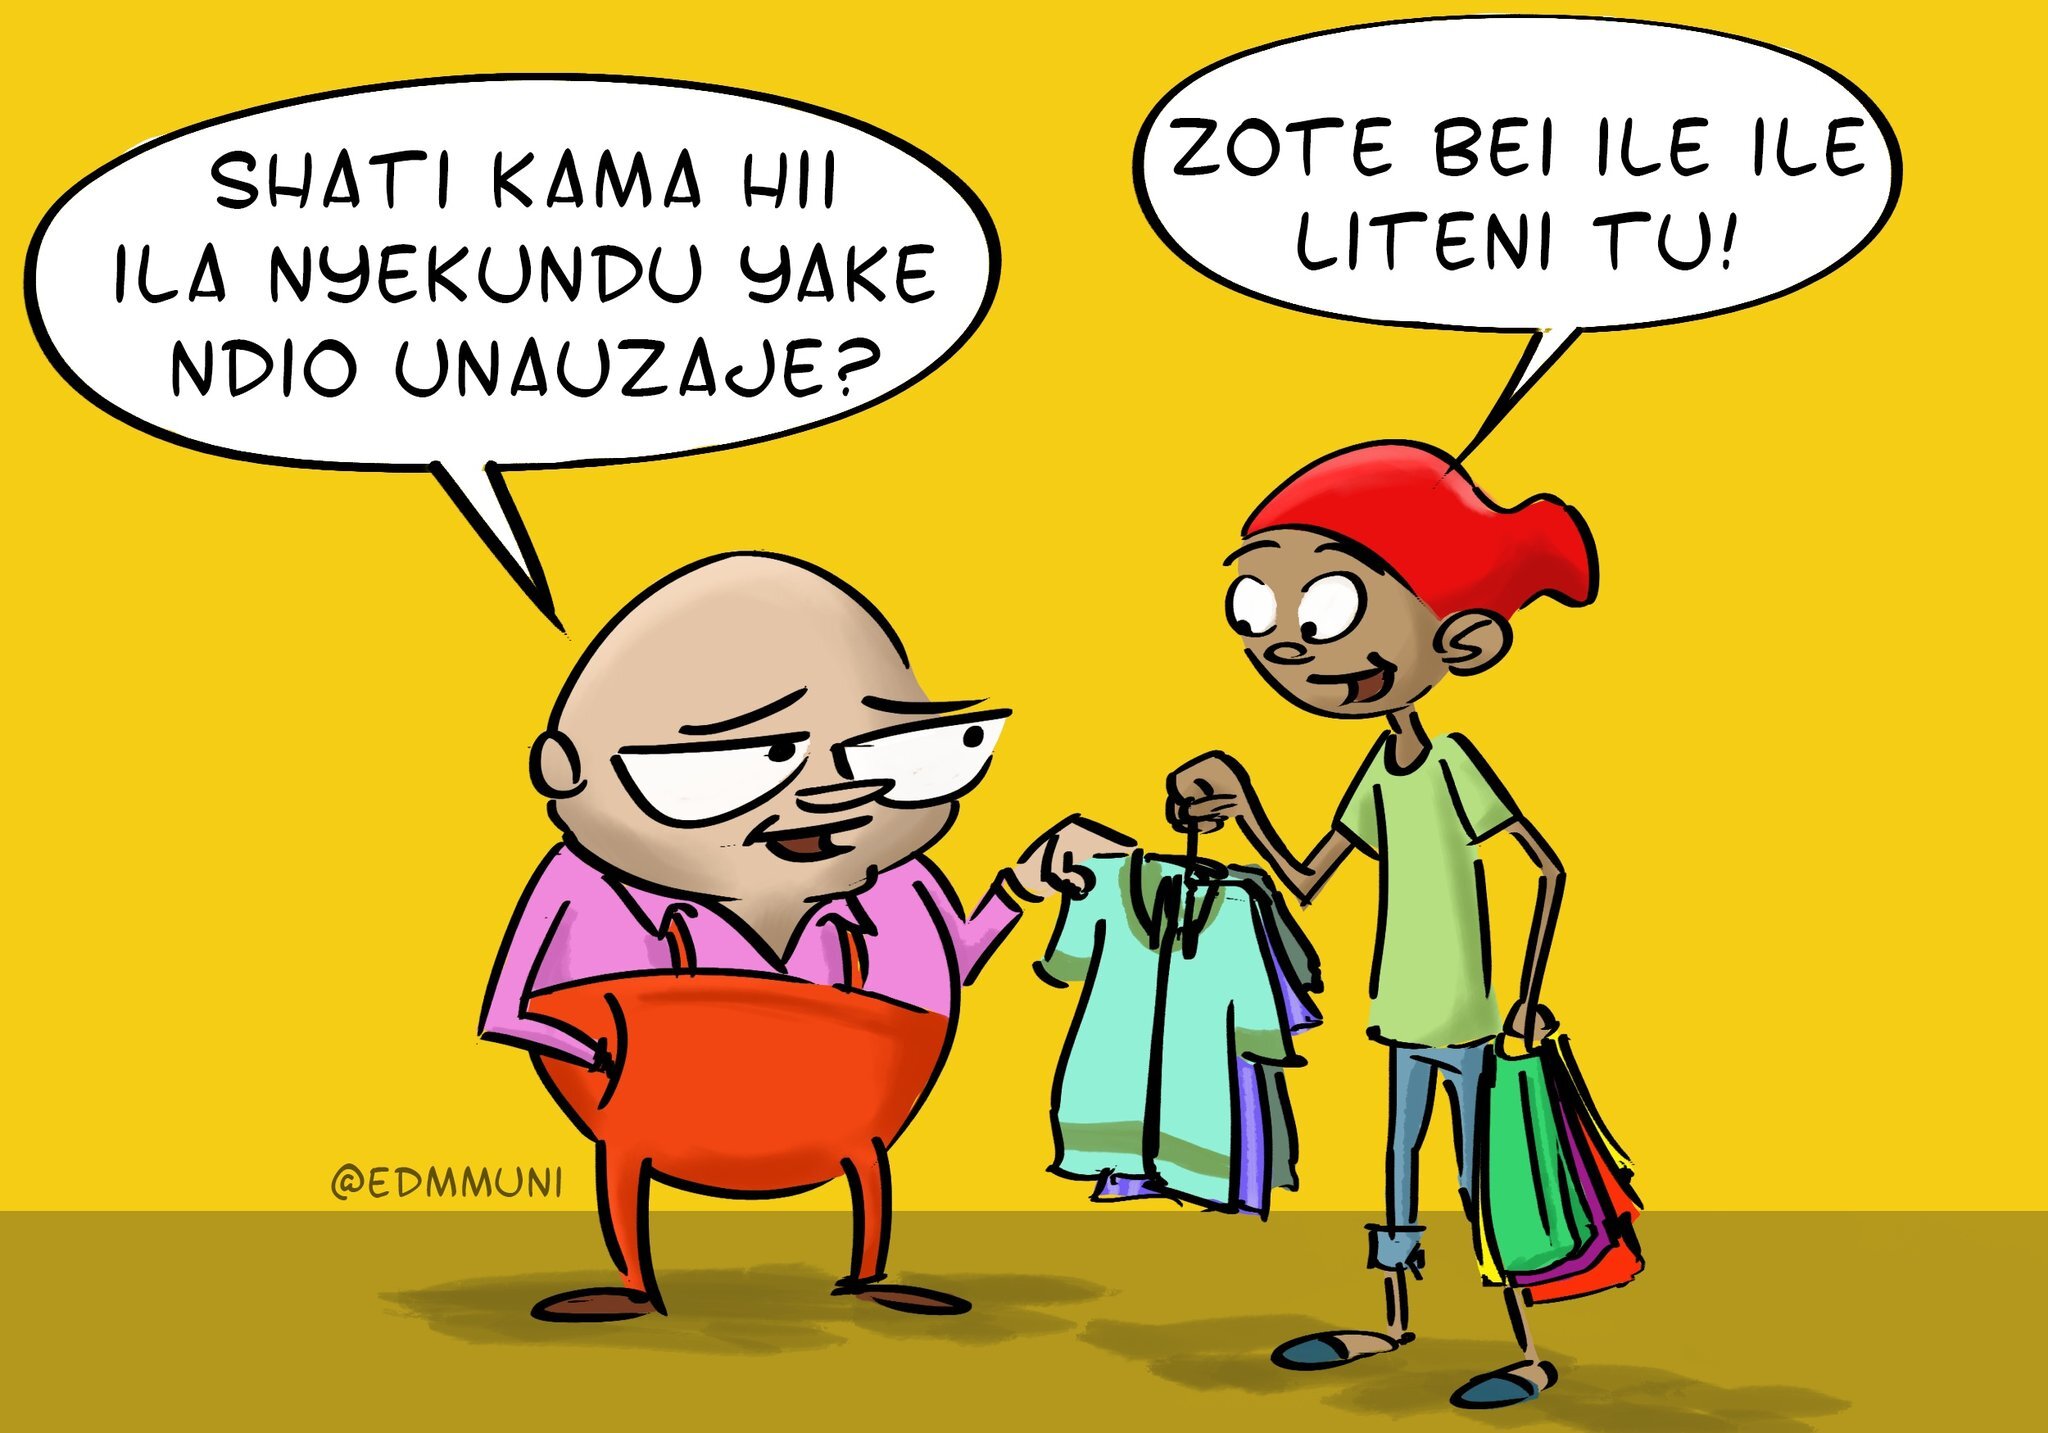 SHATI KAMA HII
ILA NYEKUNDU YAKE
NDIO UNAUZAJE?
ZOTE BEI ILE ILE
LITENI TU!
@EDMMUNI